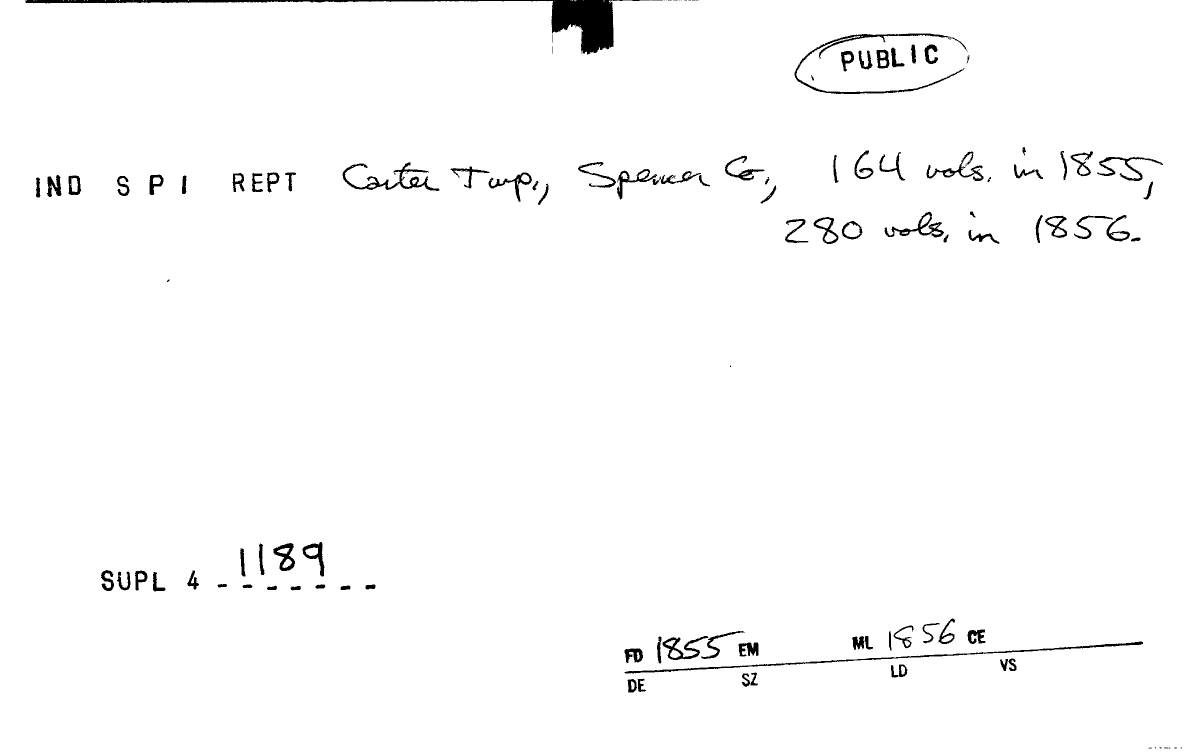 PUBLIC
IND S P I REPT Carter Twp., Spencer Co., 164 vols. in 1855,
280 vols. in 1856.
SUPL 4 1189
FD 1855 EM ML 1856 CE
DE SZ LD VS